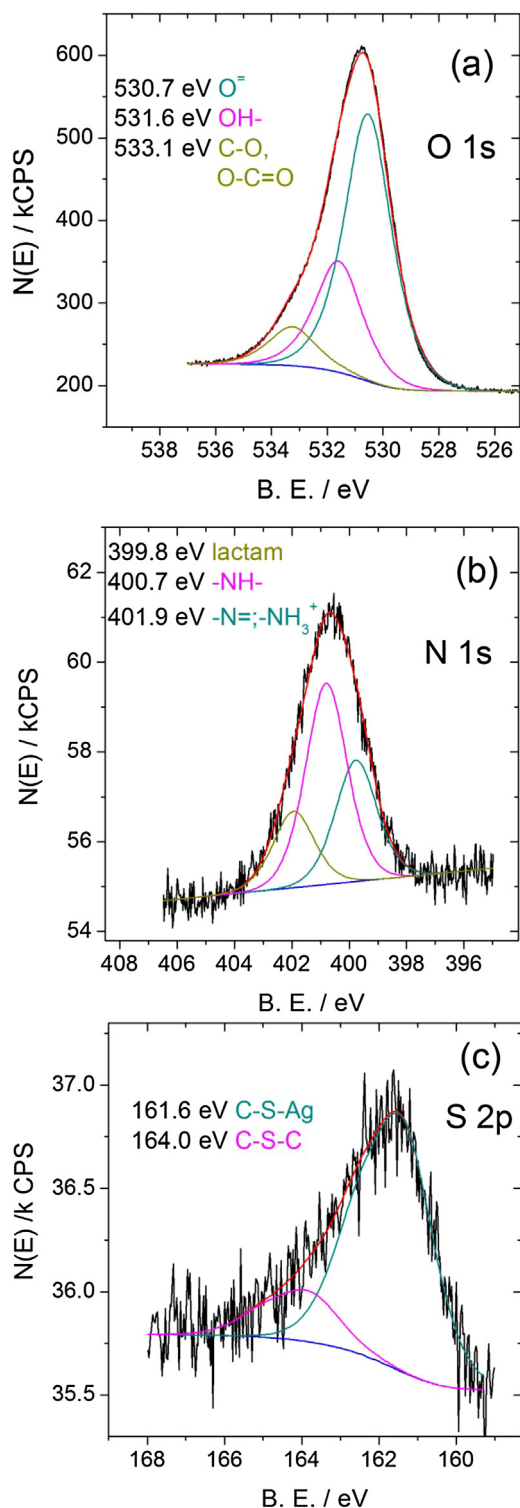 (a)
530.7 eV O⁼
531.6 eV OH-
533.1 eV C-O,
O-C=O
O 1s
N(E) / kCPS
600
500
400
300
200
538 536 534 532 530 528 526
B. E. / eV
(b)
399.8 eV lactam
400.7 eV -NH-
401.9 eV -N=;-NH₃⁺
N 1s
N(E) / kCPS
62
60
58
56
54
408 406 404 402 400 398 396
B. E. / eV
(c)
161.6 eV C-S-Ag
164.0 eV C-S-C
S 2p
N(E) /k CPS
37.0
36.5
36.0
35.5
168 166 164 162 160
B. E. / eV